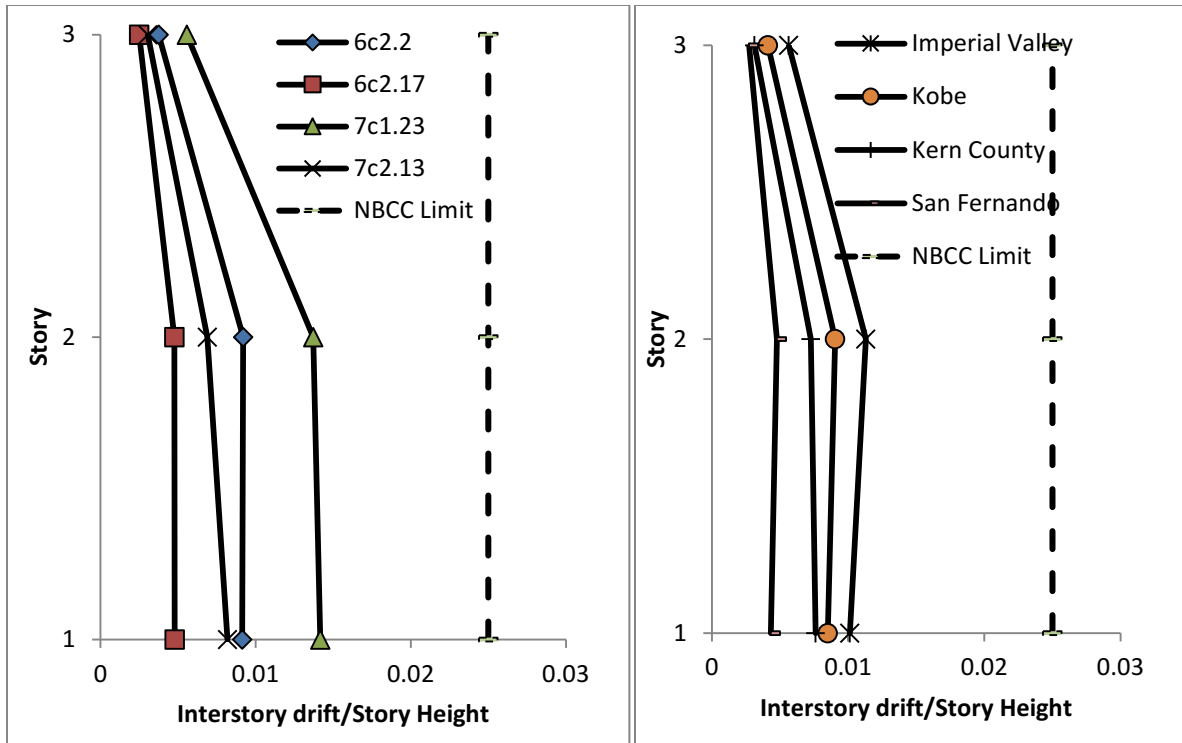 3
2
1
Story
0
0.01
0.02
0.03
Interstory drift/Story Height
6c2.2
6c2.17
7c1.23
7c2.13
NBCC Limit
3
2
1
Story
0
0.01
0.02
0.03
Interstory drift/Story Height
Imperial Valley
Kobe
Kern County
San Fernando
NBCC Limit